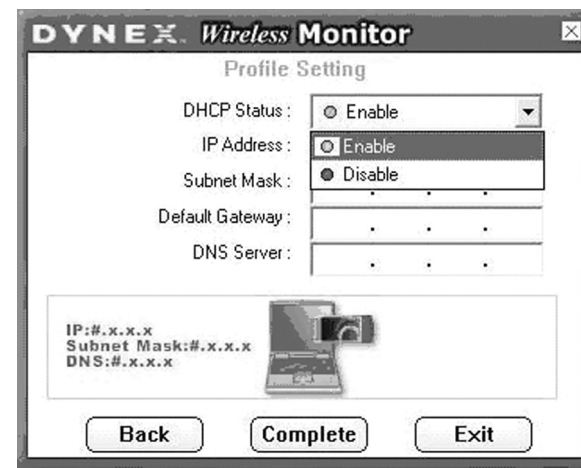 DYNEX Wireless Monitor
Profile Setting
DHCP Status : Enable
IP Address : Enable
Disable
Subnet Mask : . . .
Default Gateway : . . .
DNS Server : . . .
IP:#.x.x.x
Subnet Mask:#.x.x.x
DNS:#.x.x.x
Back Complete Exit